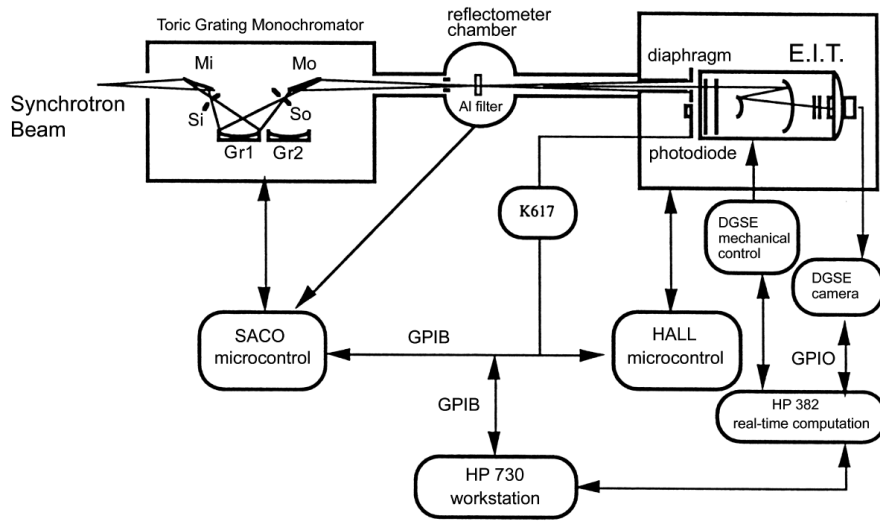 Toric Grating Monochromator
reflectometer
chamber
Mi
Mo
diaphragm
E.I.T.
Synchrotron
Beam
Si
So
Al filter
Gr1
Gr2
photodiode
K617
DGSE
mechanical
control
DGSE
camera
SACO
microcontrol
GPIB
HALL
microcontrol
GPIO
GPIB
HP 382
real-time computation
HP 730
workstation